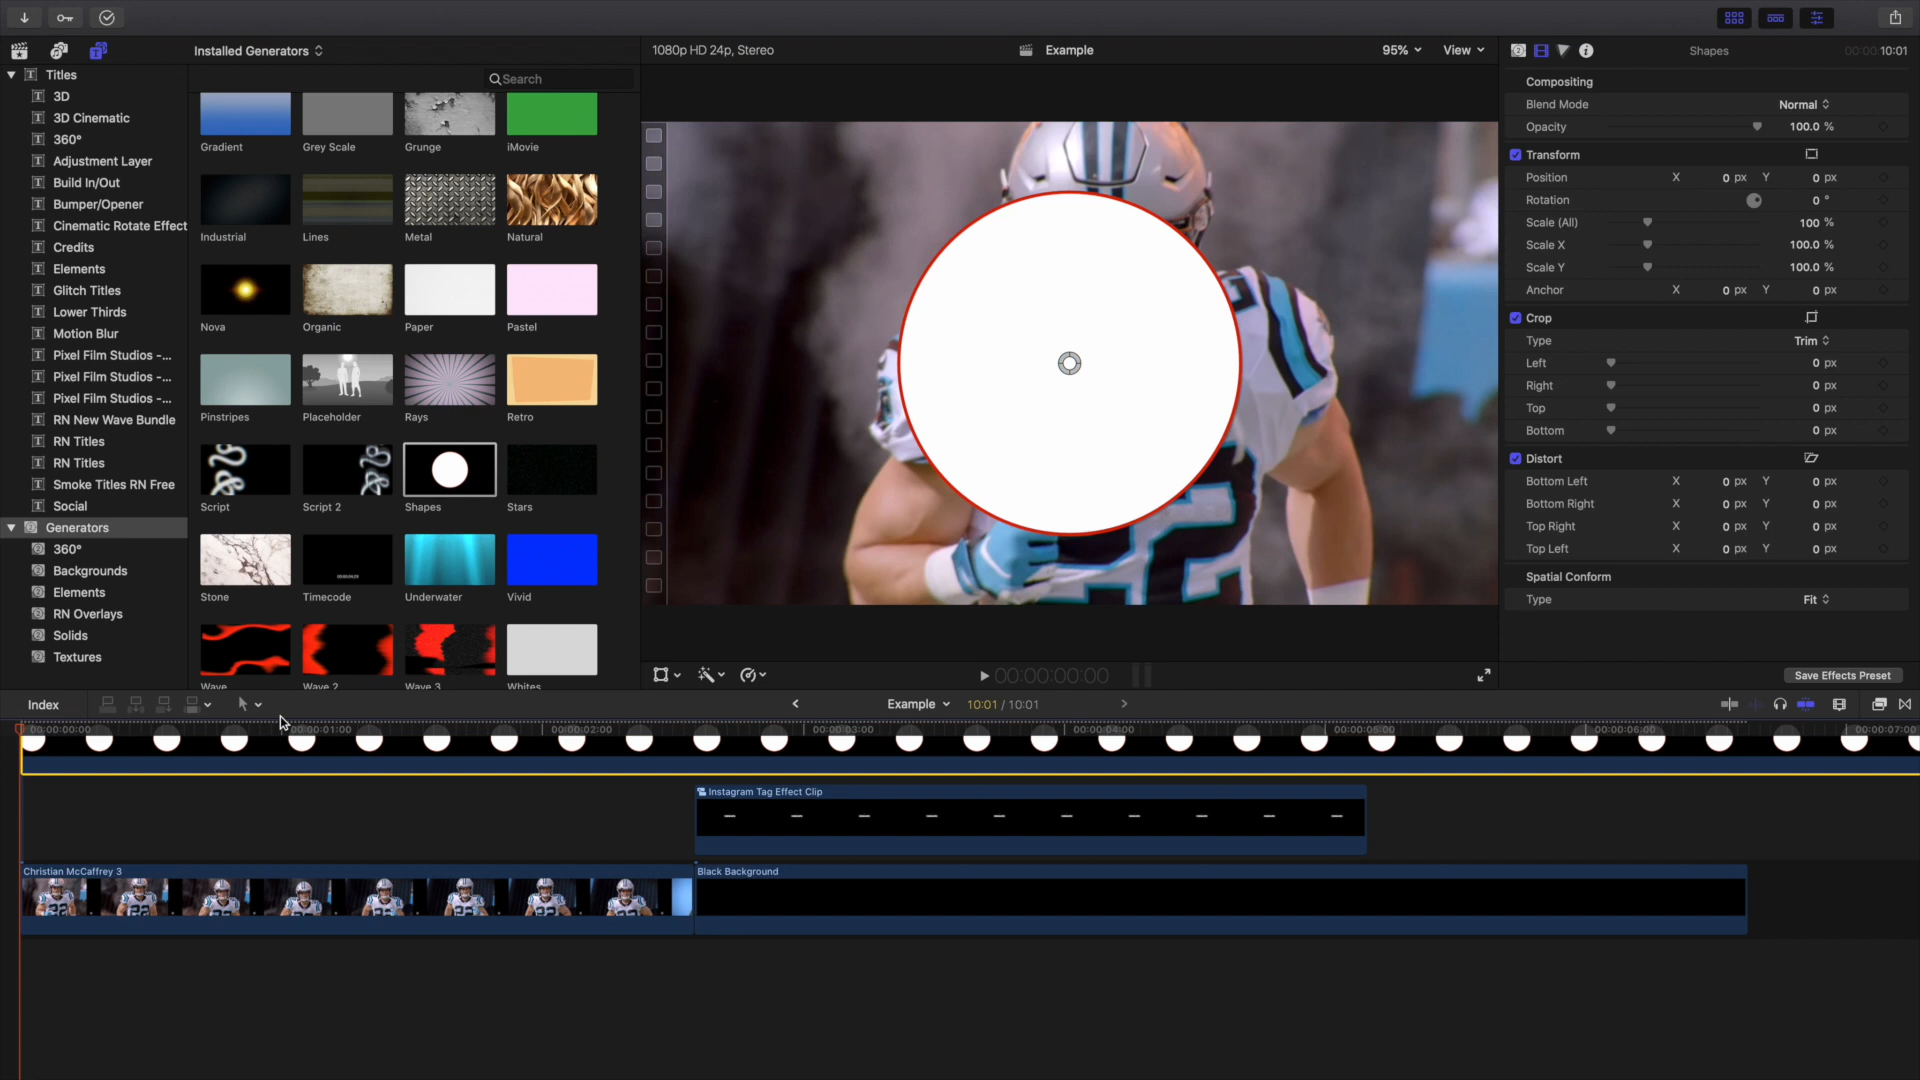 Installed Generators
1080p HD 24p, Stereo
Example
95%
View
Shapes
00:00
10:01
Search
Titles
3D
3D Cinematic
360°
Adjustment Layer
Build In/Out
Bumper/Opener
Cinematic Rotate Effect
Credits
Elements
Glitch Titles
Lower Thirds
Motion Blur
Pixel Film Studios -...
Pixel Film Studios -...
Pixel Film Studios -...
RN New Wave Bundle
RN Titles
RN Titles
Smoke Titles RN Free
Social
Generators
360°
Backgrounds
Elements
RN Overlays
Solids
Textures
Gradient
Grey Scale
Grunge
iMovie
Industrial
Lines
Metal
Natural
Nova
Organic
Paper
Pastel
Pinstripes
Placeholder
Rays
Retro
Script
Script 2
Shapes
Stars
Stone
Timecode
Underwater
Vivid
Wave
Wave 2
Wave 3
Whites
Compositing
Blend Mode Normal
Opacity 100.0 %
Transform
Position X 0 px Y 0 px
Rotation 0 °
Scale (All) 100 %
Scale X 100.0 %
Scale Y 100.0 %
Anchor X 0 px Y 0 px
Crop
Type Trim
Left 0 px
Right 0 px
Top 0 px
Bottom 0 px
Distort
Bottom Left X 0 px Y 0 px
Bottom Right X 0 px Y 0 px
Top Right X 0 px Y 0 px
Top Left X 0 px Y 0 px
Spatial Conform
Type Fit
00:00:00:00
Save Effects Preset
Index
Example
10:01 / 10:01
00:00:00:00 00:00:01:00 00:00:02:00 00:00:03:00 00:00:04:00 00:00:05:00 00:00:06:00 00:00:07:00
Instagram Tag Effect Clip
Christian McCaffrey 3
Black Background